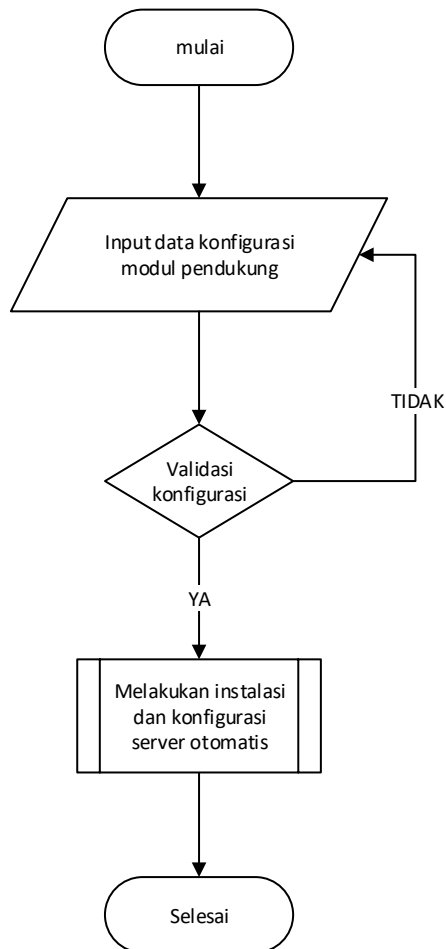 mulai
Input data konfigurasi
modul pendukung
TIDAK
Validasi
konfigurasi
YA
Melakukan instalasi
dan konfigurasi
server otomatis
Selesai